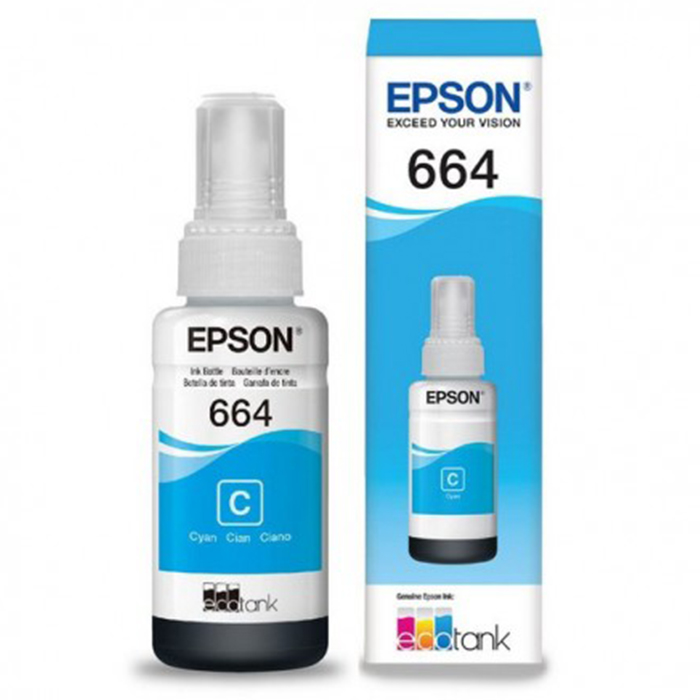 EPSON®
Ink Bottle Bouteille d'encre
Botella de tinta Garrafa de tinta
664
C
Cyan Cian Ciano
ecotank
EPSON®
EXCEED YOUR VISION
664
EPSON®
C
Cyan
Genuine Epson Ink:
ecotank